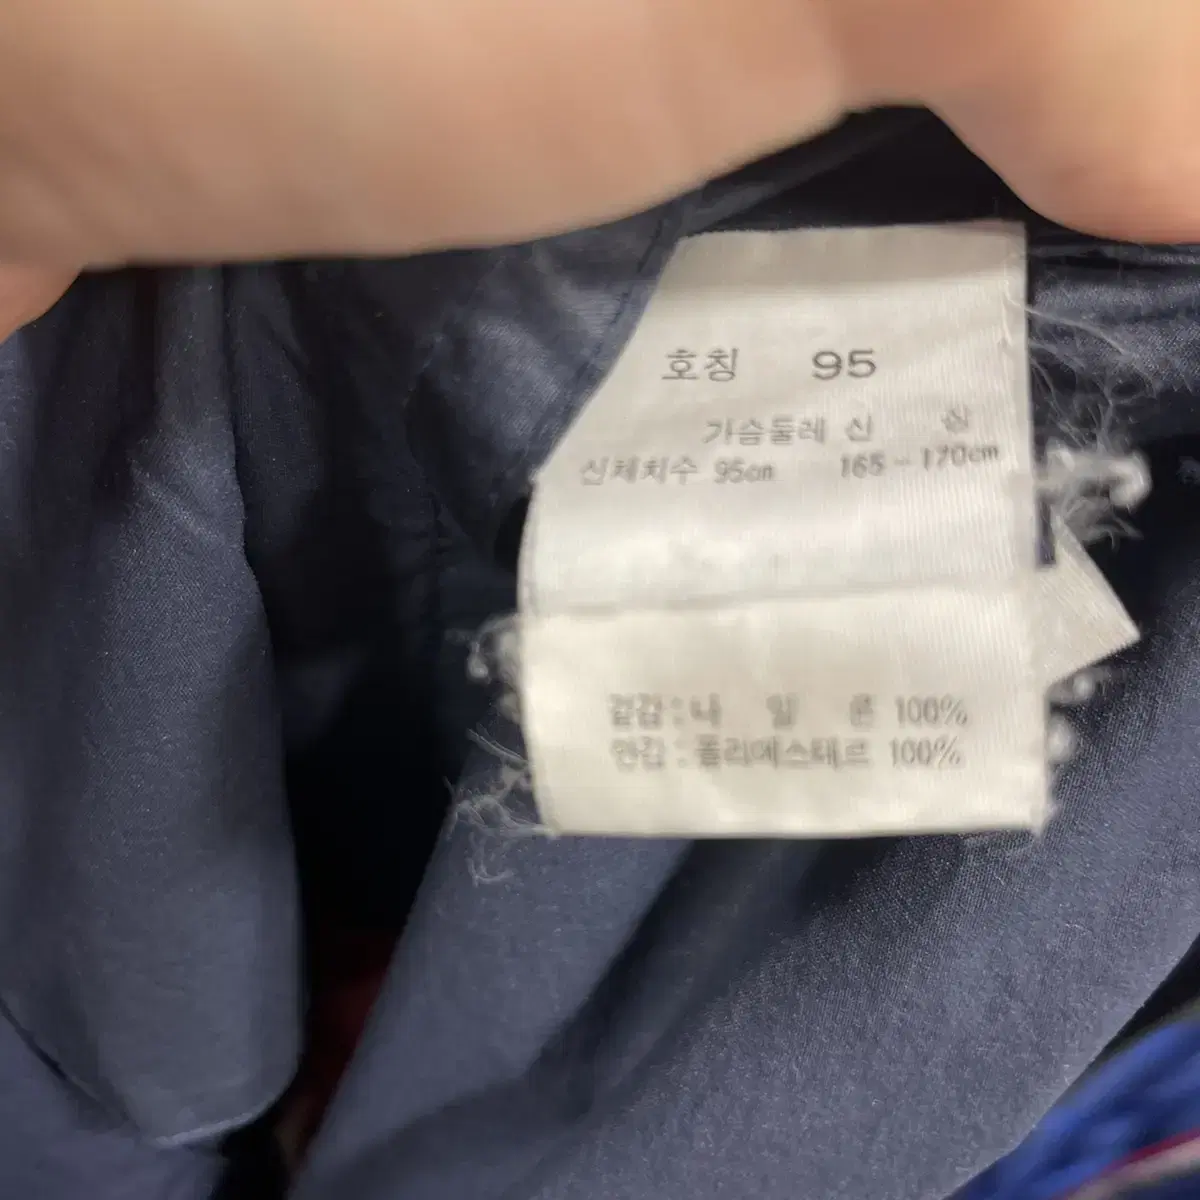 호칭 95
가슴둘레 신 장
신체치수 95cm 165-170cm
겉감:나 일 론 100%
안감:폴리에스테르 100%